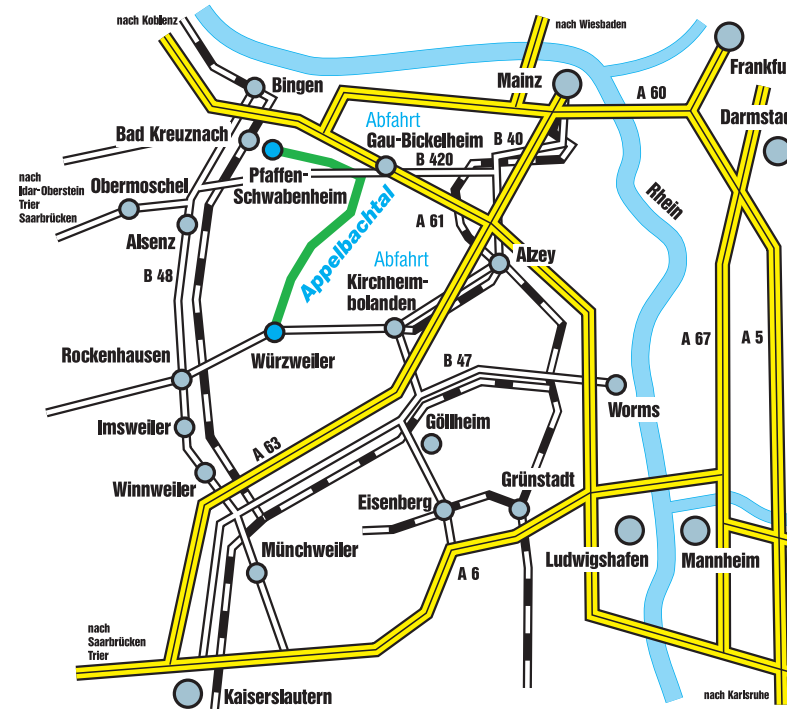 nach Koblenz
nach Wiesbaden
Frankfu
Bingen
Mainz
A 60
Darmstad
Abfahrt
Gau-Bickelheim
Bad Kreuznach
B 40
B 420
nach
Idar-Oberstein
Trier
Saarbrücken
Pfaffen-
Schwabenheim
Obermoschel
Rhein
A 61
Appelbachtal
Alsenz
Abfahrt
Kirchheim-
bolanden
Alzey
B 48
A 67
A 5
Rockenhausen
Würzweiler
B 47
Worms
Imsweiler
Göllheim
A 63
Winnweiler
Grünstadt
Eisenberg
Münchweiler
Ludwigshafen
Mannheim
A 6
nach
Saarbrücken
Trier
Kaiserslautern
nach Karlsruhe